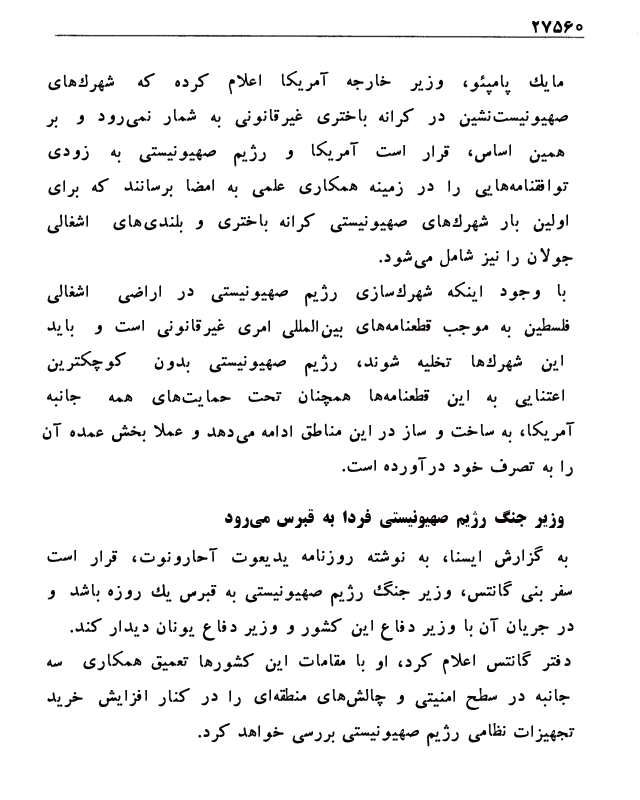 ۲۷۵۶۰
مایك پامپئو، وزیر خارجه آمریکا اعلام کرده که شهرك‌های
صهیونیست‌نشین در کرانه باختری غیرقانونی به شمار نمی‌رود و بر
همین اساس، قرار است آمریکا و رژیم صهیونیستی به زودی
توافقنامه‌هایی را در زمینه همکاری علمی به امضا برسانند که برای
اولین بار شهرك‌های صهیونیستی کرانه باختری و بلندی‌های اشغالی
جولان را نیز شامل می‌شود.
با وجود اینکه شهرك‌سازی رژیم صهیونیستی در اراضی اشغالی
فلسطین به موجب قطعنامه‌های بین‌المللی امری غیرقانونی است و باید
این شهرك‌ها تخلیه شوند، رژیم صهیونیستی بدون کوچکترین
اعتنایی به این قطعنامه‌ها همچنان تحت حمایت‌های همه جانبه
آمریکا، به ساخت و ساز در این مناطق ادامه می‌دهد و عملا بخش عمده آن
را به تصرف خود درآورده است.
وزیر جنگ رژیم صهیونیستی فردا به قبرس می‌رود
به گزارش ایسنا، به نوشته روزنامه یدیعوت آحارونوت، قرار است
سفر بنی گانتس، وزیر جنگ رژیم صهیونیستی به قبرس یك روزه باشد و
در جریان آن با وزیر دفاع این کشور و وزیر دفاع یونان دیدار کند.
دفتر گانتس اعلام کرد، او با مقامات این کشورها تعمیق همکاری سه
جانبه در سطح امنیتی و چالش‌های منطقه‌ای را در کنار افزایش خرید
تجهیزات نظامی رژیم صهیونیستی بررسی خواهد کرد.